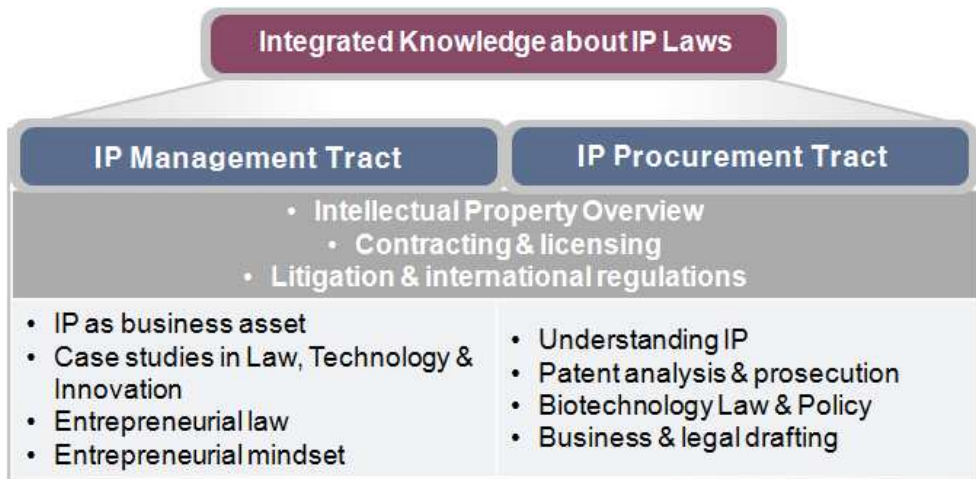 Integrated Knowledge about IP Laws
IP Management Tract
IP Procurement Tract
• Intellectual Property Overview
• Contracting & licensing
• Litigation & international regulations
• IP as business asset
• Case studies in Law, Technology &
Innovation
• Entrepreneurial law
• Entrepreneurial mindset
• Understanding IP
• Patent analysis & prosecution
• Biotechnology Law & Policy
• Business & legal drafting